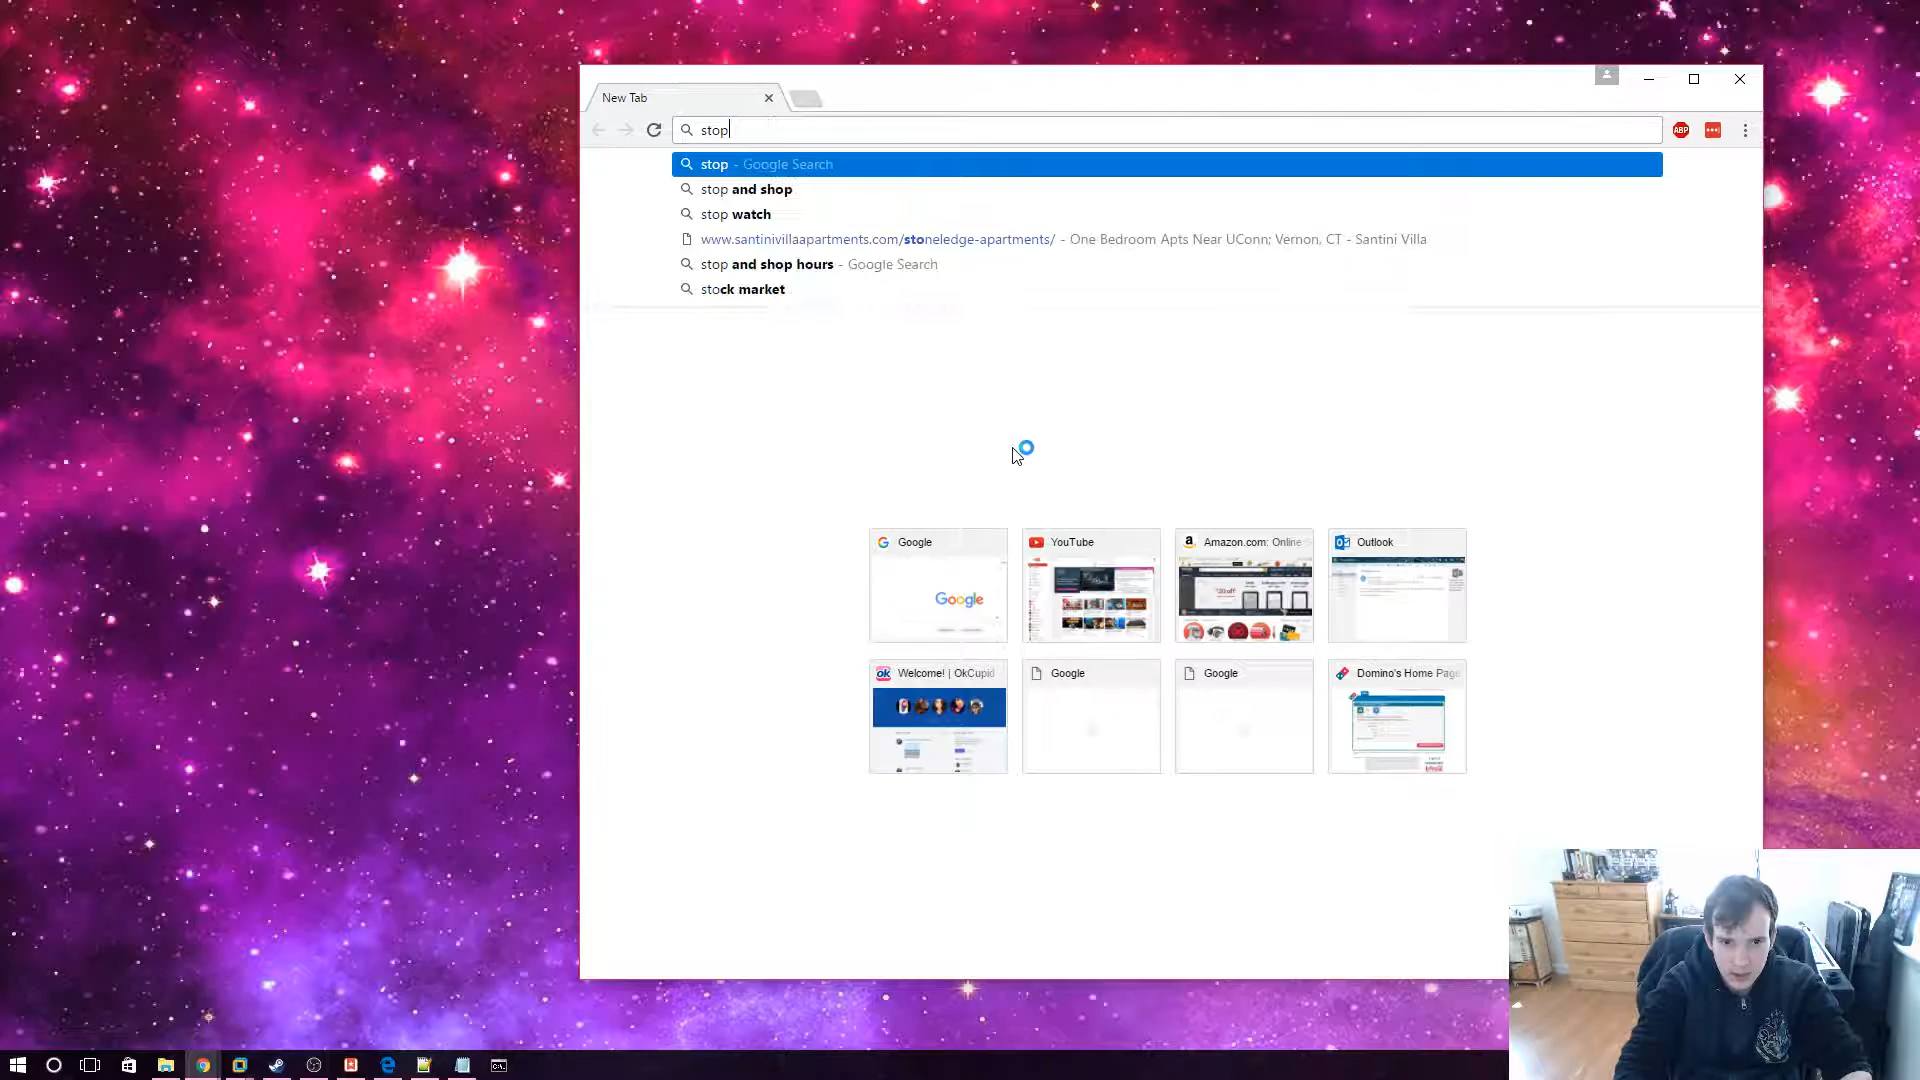 New Tab
stop
stop - Google Search
stop and shop
stop watch
www.santinivillaapartments.com/stoneledge-apartments/ - One Bedroom Apts Near UConn; Vernon, CT - Santini Villa
stop and shop hours - Google Search
stock market
ABP
Google
YouTube
Amazon.com: Online
Outlook
Google
ok Welcome! | OkCupid
Google
Google
Domino's Home Page